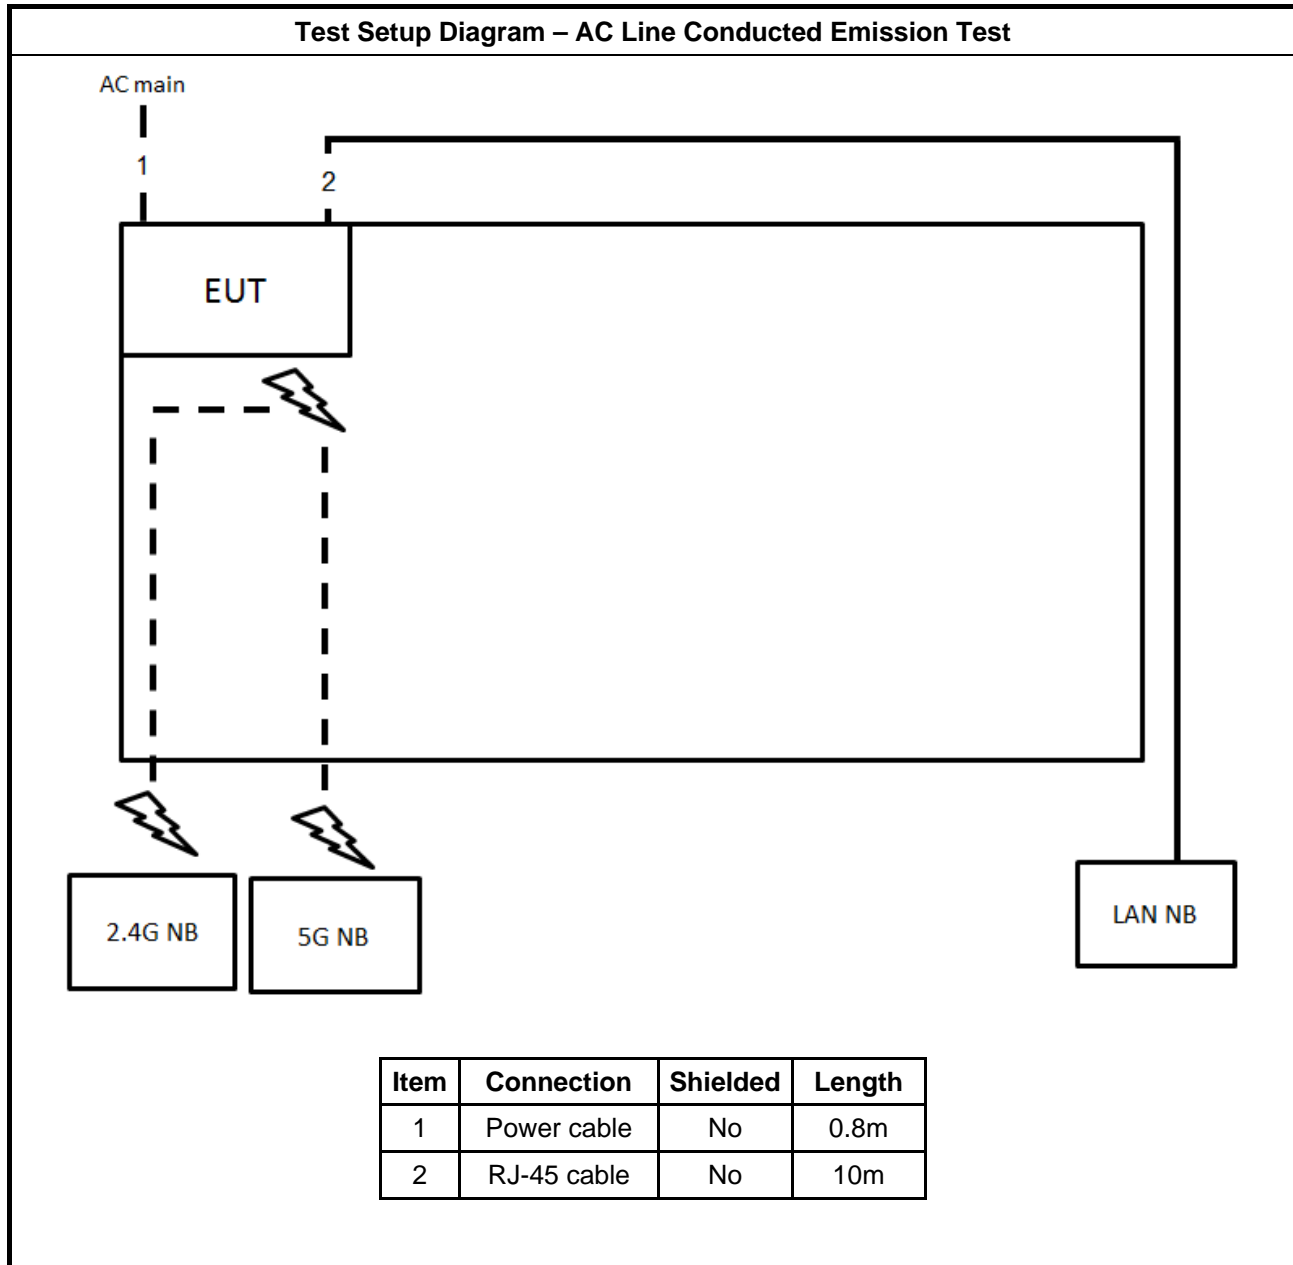 Test Setup Diagram – AC Line Conducted Emission Test
AC main
1
2
EUT
2.4G NB
5G NB
LAN NB
Item Connection Shielded Length
1 Power cable No 0.8m
2 RJ-45 cable No 10m